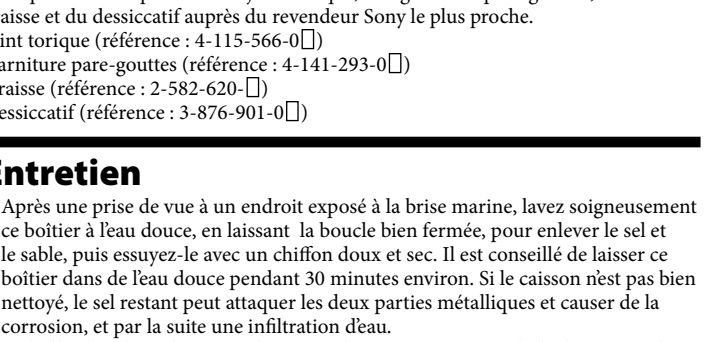 aisse et du dessiccatif auprès du revendeur Sony le plus proche.
int torique (référence : 4-115-566-0□)
arniture pare-gouttes (référence : 4-141-293-0□)
raisse (référence : 2-582-620-□)
essiccatif (référence : 3-876-901-0□)
Entretien
Après une prise de vue à un endroit exposé à la brise marine, lavez soigneusement
ce boîtier à l'eau douce, en laissant la boucle bien fermée, pour enlever le sel et
le sable, puis essuyez-le avec un chiffon doux et sec. Il est conseillé de laisser ce
boîtier dans de l'eau douce pendant 30 minutes environ. Si le caisson n'est pas bien
nettoyé, le sel restant peut attaquer les deux parties métalliques et causer de la
corrosion, et par la suite une infiltration d'eau.